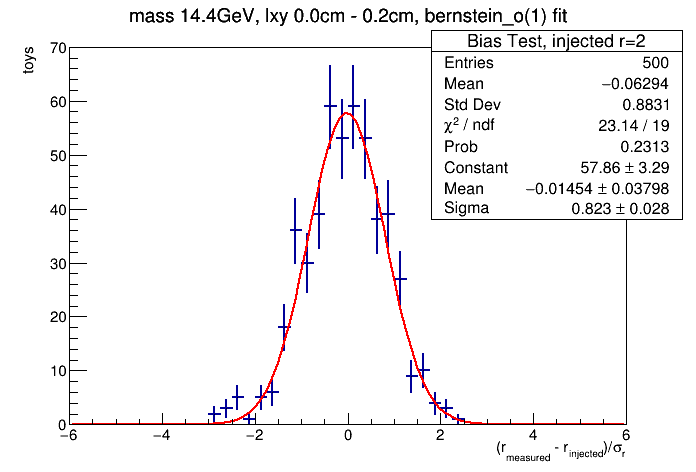 mass 14.4GeV, lxy 0.0cm - 0.2cm, bernstein_o(1) fit
Bias Test, injected r=2
Entries 500
Mean −0.06294
Std Dev 0.8831
χ² / ndf 23.14 / 19
Prob 0.2313
Constant 57.86 ± 3.29
Mean −0.01454 ± 0.03798
Sigma 0.823 ± 0.028
toys
70
60
50
40
30
20
10
0
−6 −4 −2 0 2 4 6
(r_measured - r_injected)/σ_r